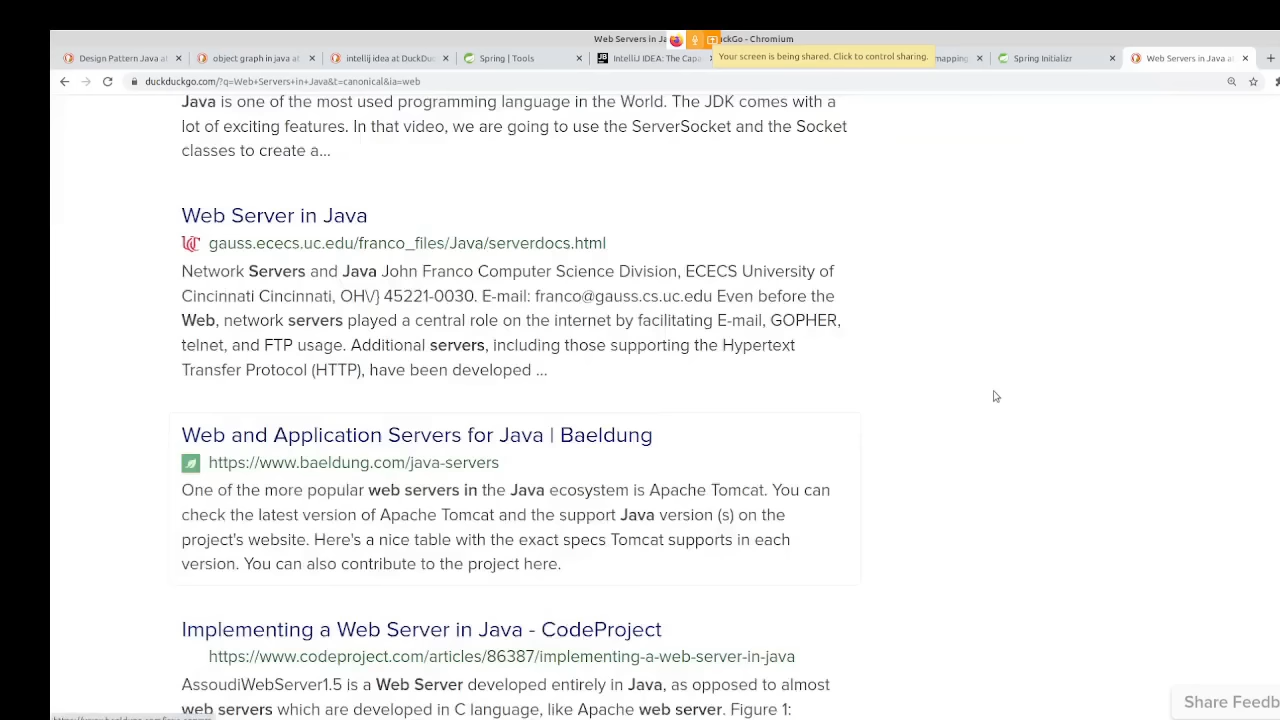 Web Servers in Ja ckGo - Chromium
Design Pattern Java at
object graph in java at
intellij idea at DuckDuc
Spring | Tools
IntelliJ IDEA: The Capa
Your screen is being shared. Click to control sharing.
mapping
Spring Initializr
Web Servers in Java at
duckduckgo.com/?q=Web+Servers+in+Java&t=canonical&ia=web
Java is one of the most used programming language in the World. The JDK comes with a
lot of exciting features. In that video, we are going to use the ServerSocket and the Socket
classes to create a...
Web Server in Java
gauss.ececs.uc.edu/franco_files/Java/serverdocs.html
Network Servers and Java John Franco Computer Science Division, ECECS University of
Cincinnati Cincinnati, OH\/} 45221-0030. E-mail: franco@gauss.cs.uc.edu Even before the
Web, network servers played a central role on the internet by facilitating E-mail, GOPHER,
telnet, and FTP usage. Additional servers, including those supporting the Hypertext
Transfer Protocol (HTTP), have been developed ...
Web and Application Servers for Java | Baeldung
https://www.baeldung.com/java-servers
One of the more popular web servers in the Java ecosystem is Apache Tomcat. You can
check the latest version of Apache Tomcat and the support Java version (s) on the
project's website. Here's a nice table with the exact specs Tomcat supports in each
version. You can also contribute to the project here.
Implementing a Web Server in Java - CodeProject
https://www.codeproject.com/articles/86387/implementing-a-web-server-in-java
AssoudiWebServer1.5 is a Web Server developed entirely in Java, as opposed to almost
web servers which are developed in C language, like Apache web server. Figure 1:
Share Feedb